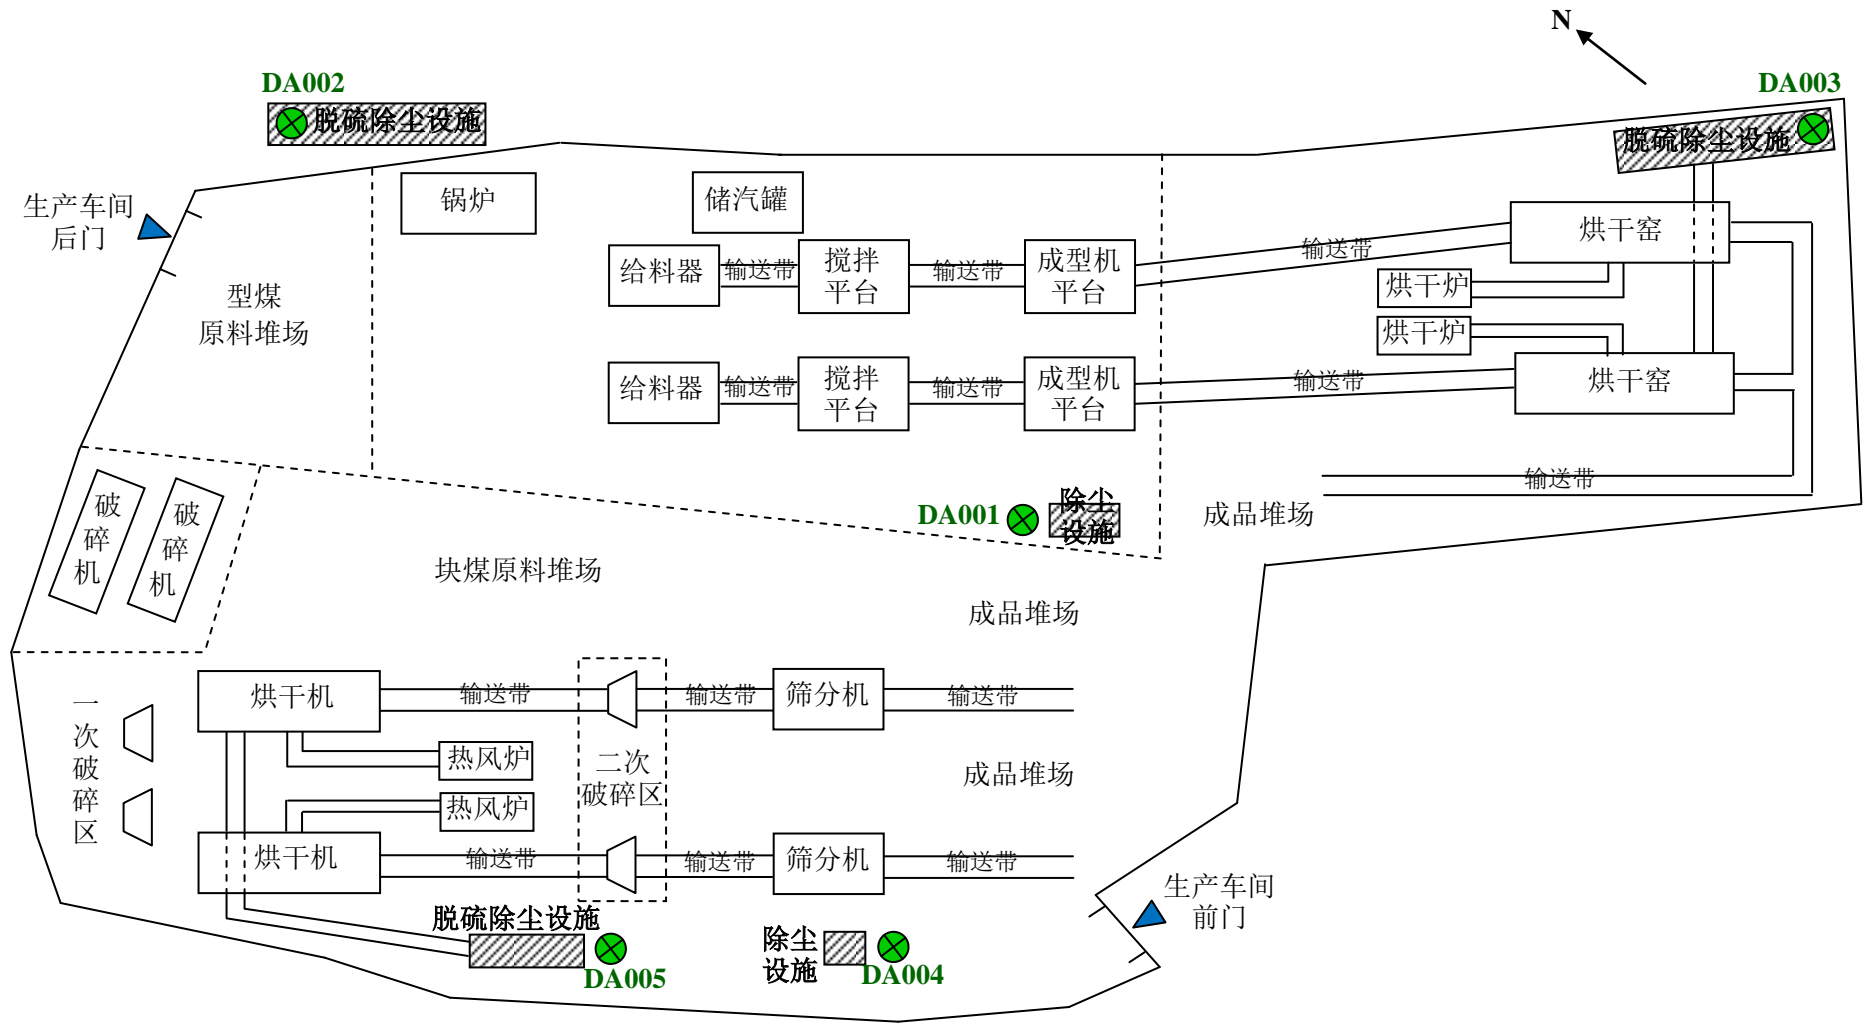 N
DA002
DA003
脱硫除尘设施
脱硫除尘设施
生产车间
后门
锅炉
储汽罐
烘干窑
给料器
输送带
搅拌
平台
输送带
成型机
平台
输送带
烘干炉
型煤
原料堆场
烘干炉
给料器
输送带
搅拌
平台
输送带
成型机
平台
输送带
烘干窑
输送带
破碎机
破碎机
DA001
除尘
设施
成品堆场
块煤原料堆场
成品堆场
一次破碎区
烘干机
输送带
输送带
筛分机
输送带
热风炉
二次
破碎区
成品堆场
热风炉
烘干机
输送带
输送带
筛分机
输送带
生产车间
前门
脱硫除尘设施
DA005
除尘
设施
DA004